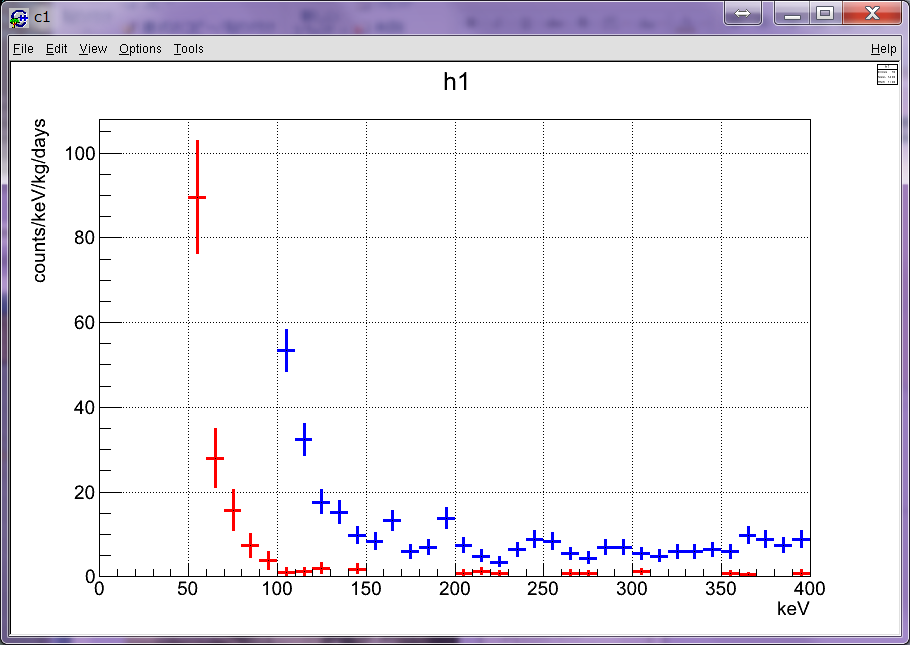 c1
File Edit View Options Tools Help
h1
counts/keV/kg/days
100
80
60
40
20
0
0 50 100 150 200 250 300 350 400
keV